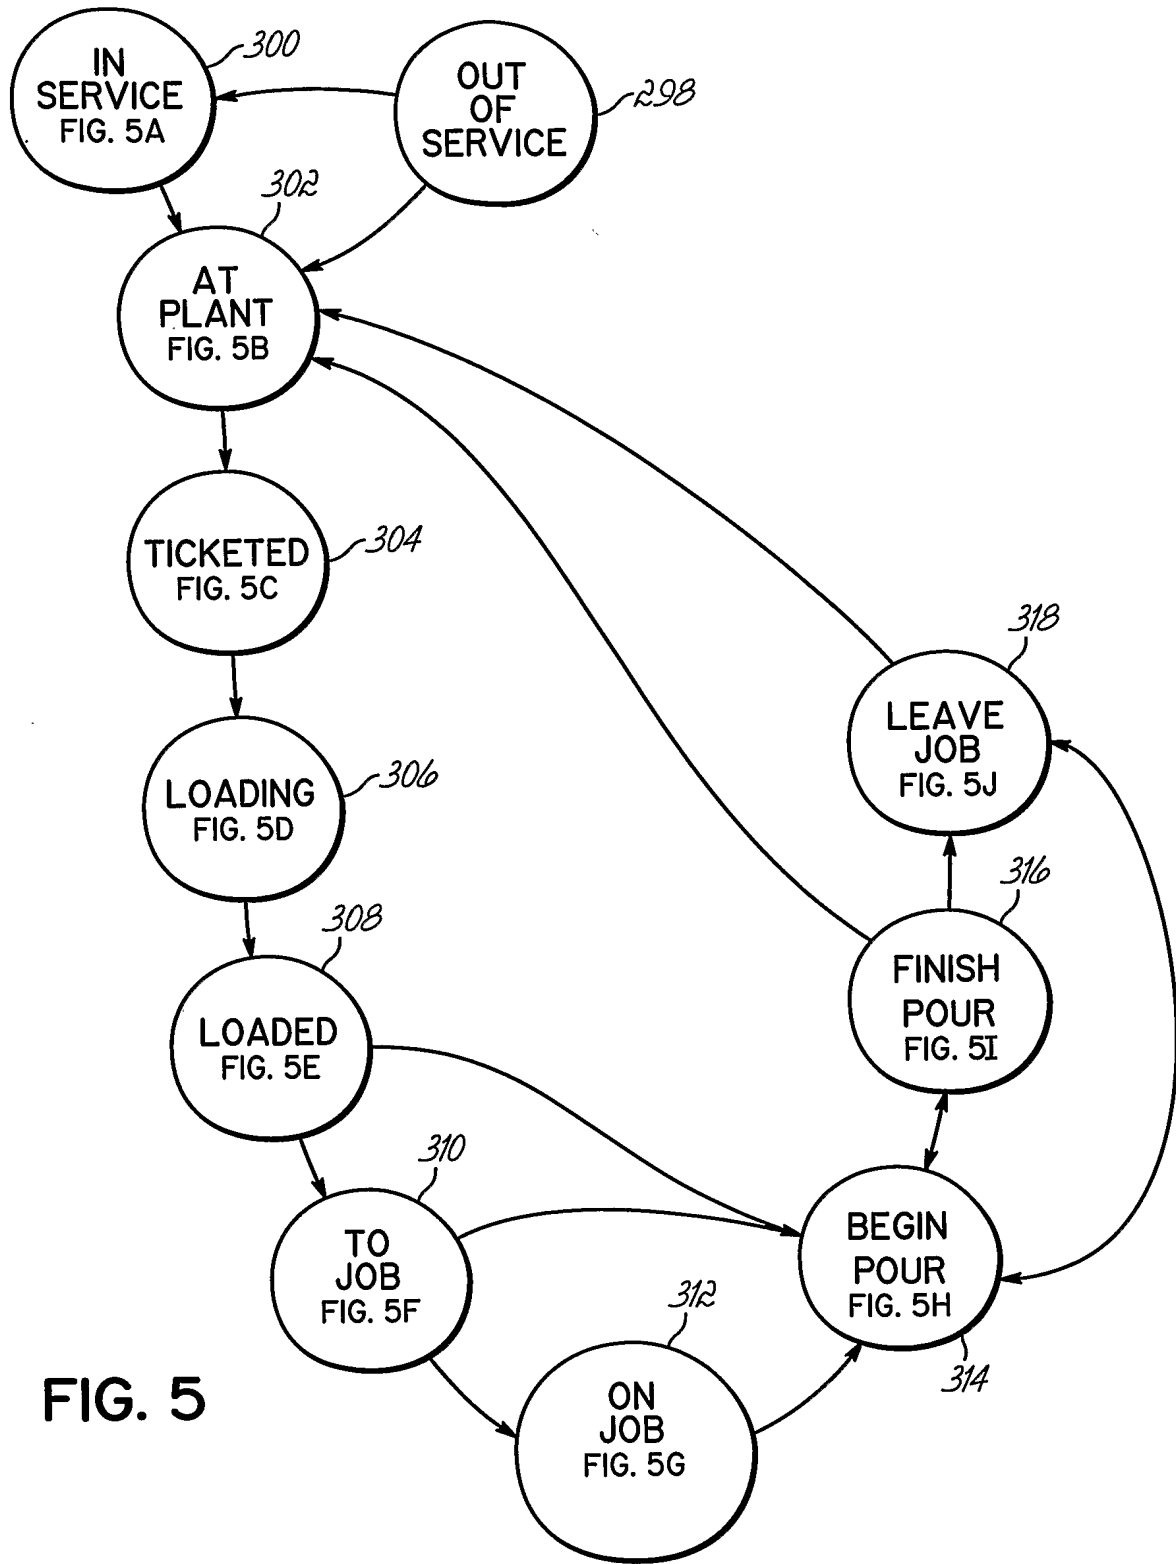 IN
SERVICE
FIG. 5A
300
OUT
OF
SERVICE
298
302
AT
PLANT
FIG. 5B
TICKETED
FIG. 5C
304
LOADING
FIG. 5D
306
308
LOADED
FIG. 5E
310
TO
JOB
FIG. 5F
312
ON
JOB
FIG. 5G
318
LEAVE
JOB
FIG. 5J
316
FINISH
POUR
FIG. 5I
BEGIN
POUR
FIG. 5H
314
FIG. 5